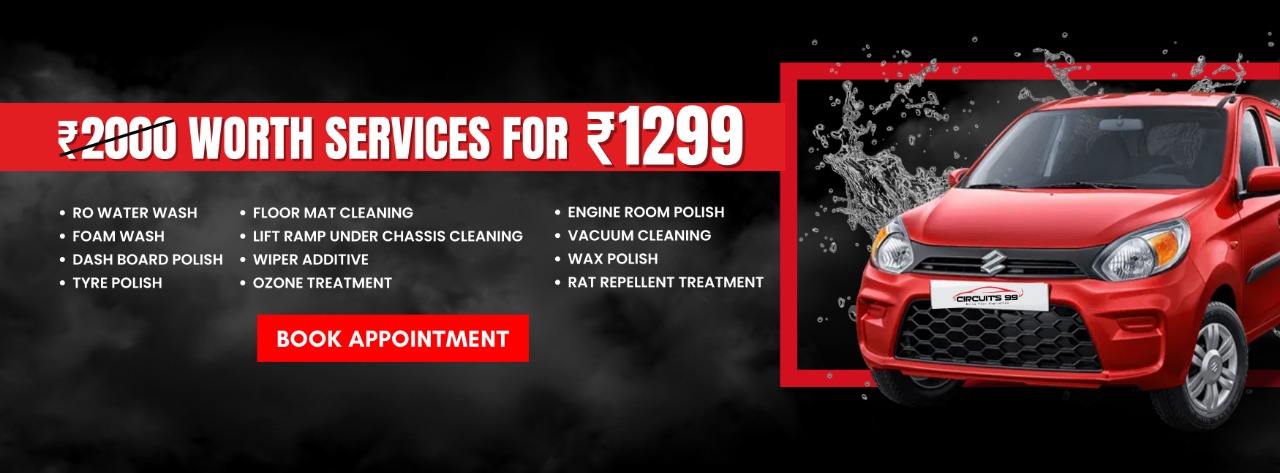 ₹2000 WORTH SERVICES FOR ₹1299
• RO WATER WASH
• FOAM WASH
• DASH BOARD POLISH
• TYRE POLISH
• FLOOR MAT CLEANING
• LIFT RAMP UNDER CHASSIS CLEANING
• WIPER ADDITIVE
• OZONE TREATMENT
• ENGINE ROOM POLISH
• VACUUM CLEANING
• WAX POLISH
• RAT REPELLENT TREATMENT
BOOK APPOINTMENT
CIRCUITS 99